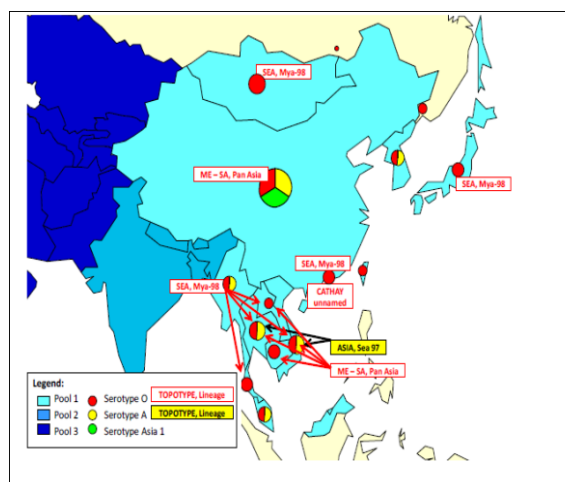 SEA, Mya-98
ME – SA, Pan Asia
SEA, Mya-98
SEA, Mya-98
SEA, Mya-98
CATHAY
unnamed
ASIA, Sea 97
ME – SA, Pan Asia
Legend:
Pool 1 Serotype O TOPOTYPE, Lineage
Pool 2 Serotype A TOPOTYPE, Lineage
Pool 3 Serotype Asia 1